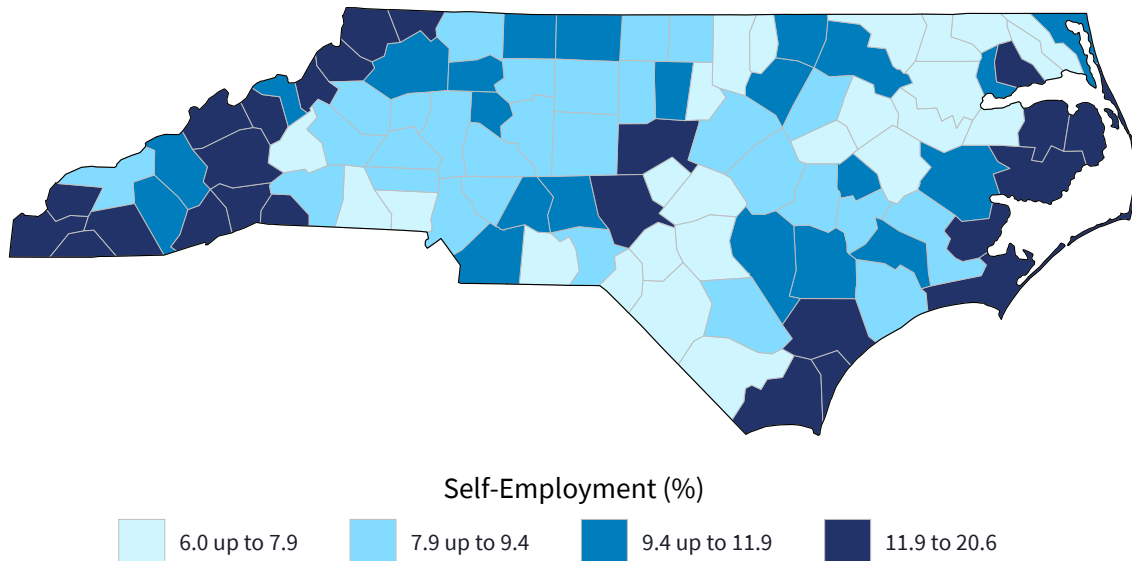 Self-Employment (%)
6.0 up to 7.9
7.9 up to 9.4
9.4 up to 11.9
11.9 to 20.6